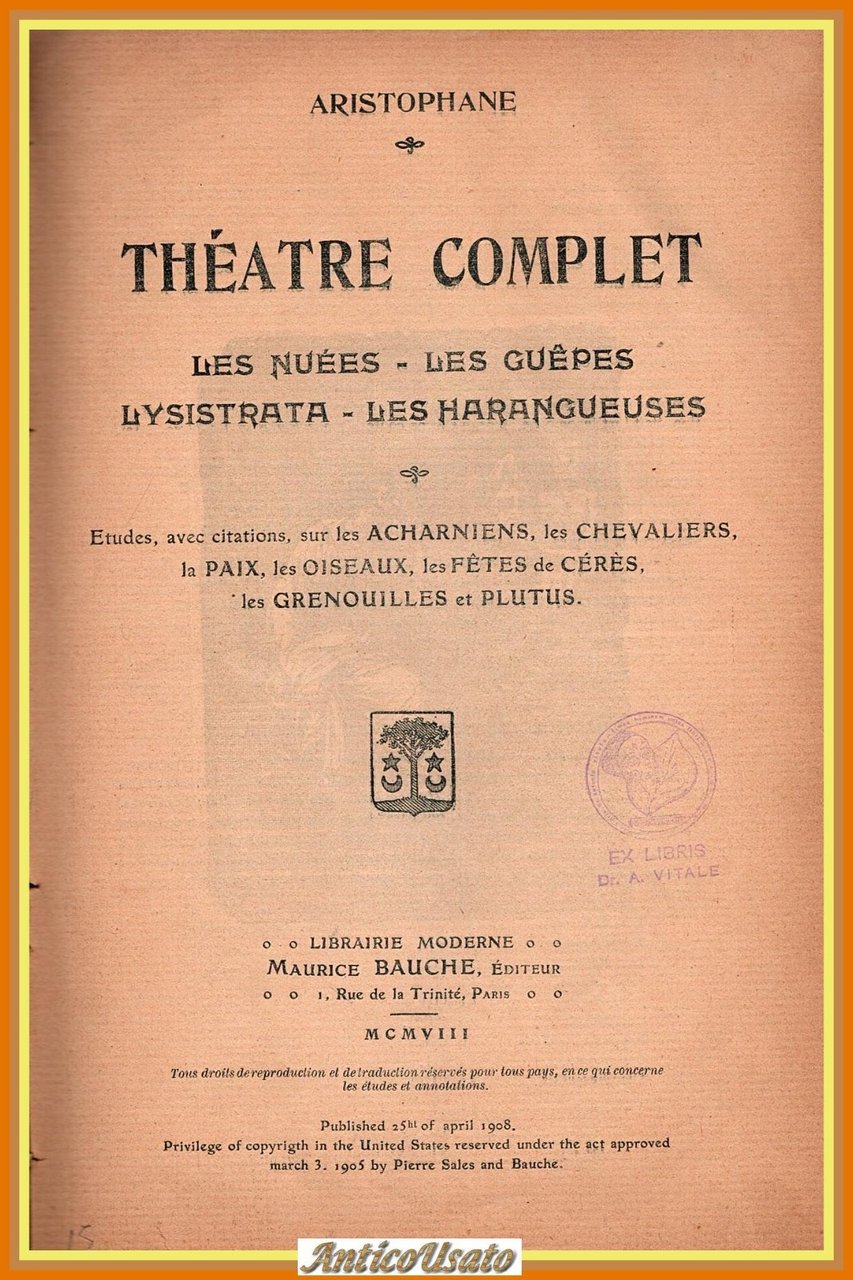 ARISTOPHANE
THÉATRE COMPLET
LES NUÉES - LES GUÊPES
LYSISTRATA - LES HARANGUEUSES
Etudes, avec citations, sur les ACHARNIENS, les CHEVALIERS,
la PAIX, les OISEAUX, les FÊTES de CÉRÈS,
les GRENOUILLES et PLUTUS.
EX LIBRIS
Dr. A. VITALE
o o LIBRAIRIE MODERNE o o
MAURICE BAUCHE, ÉDITEUR
o o 1, Rue de la Trinité, PARIS o o
MCMVIII
Tous droits de reproduction et de traduction réservés pour tous pays, en ce qui concerne
les études et annotations.
Published 25ht of april 1908.
Privilege of copyrigth in the United States reserved under the act approved
march 3. 1905 by Pierre Sales and Bauche.
15
AnticoUsato